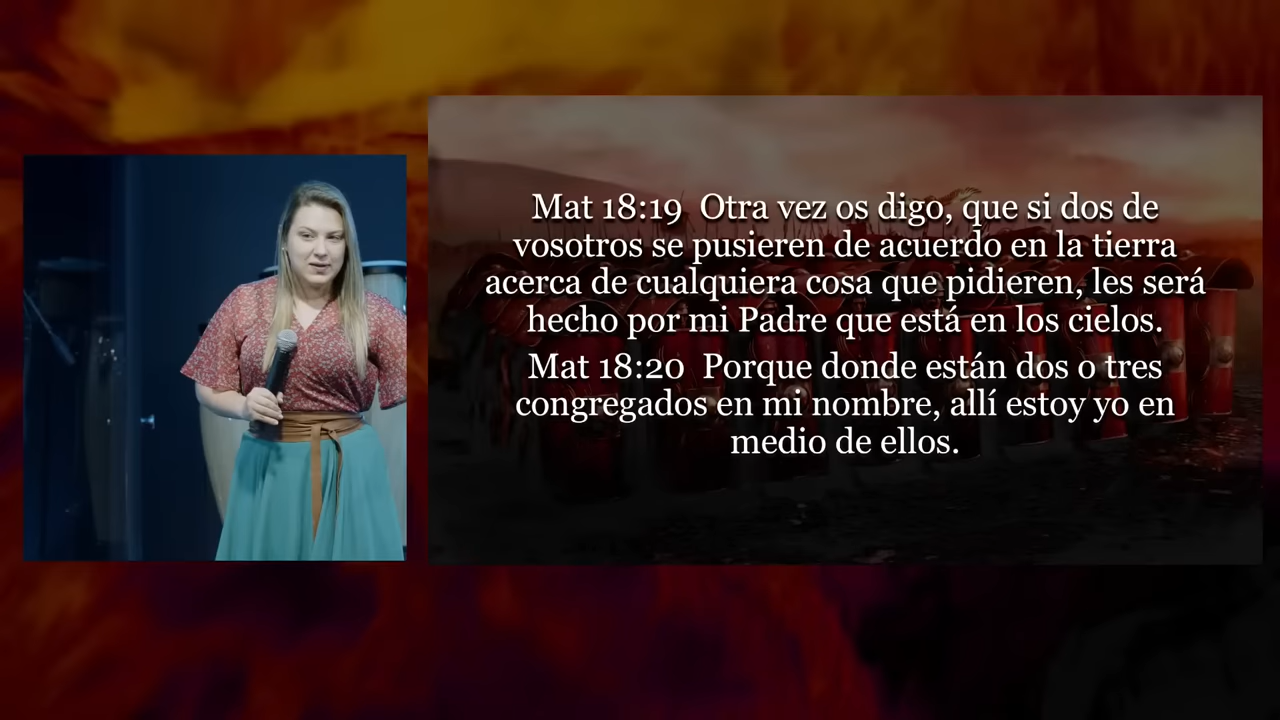 Mat 18:19  Otra vez os digo, que si dos de
vosotros se pusieren de acuerdo en la tierra
acerca de cualquiera cosa que pidieren, les será
hecho por mi Padre que está en los cielos.
Mat 18:20  Porque donde están dos o tres
congregados en mi nombre, allí estoy yo en
medio de ellos.